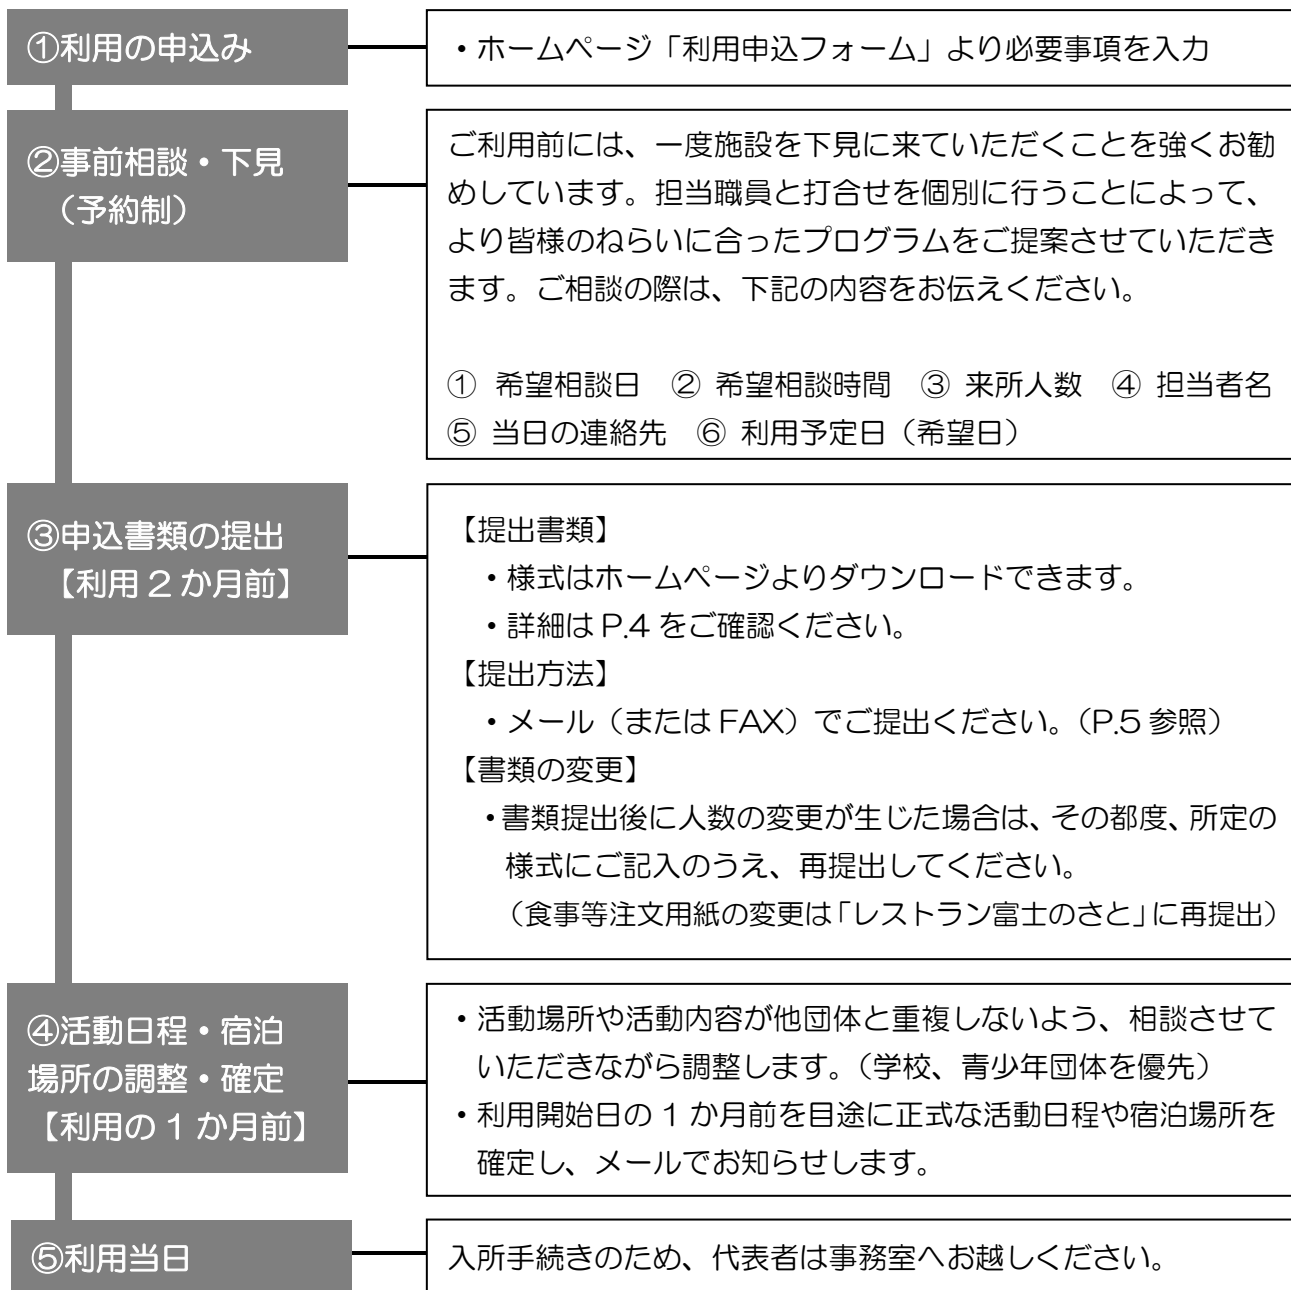 ①利用の申込み
・ホームページ「利用申込フォーム」より必要事項を入力
②事前相談・下見
（予約制）
ご利用前には、一度施設を下見に来ていただくことを強くお勧
めしています。担当職員と打合せを個別に行うことによって、
より皆様のねらいに合ったプログラムをご提案させていただき
ます。ご相談の際は、下記の内容をお伝えください。
① 希望相談日 ② 希望相談時間 ③ 来所人数 ④ 担当者名
⑤ 当日の連絡先 ⑥ 利用予定日（希望日）
③申込書類の提出
【利用２か月前】
【提出書類】
・様式はホームページよりダウンロードできます。
・詳細は P.4 をご確認ください。
【提出方法】
・メール（または FAX）でご提出ください。（P.5 参照）
【書類の変更】
・書類提出後に人数の変更が生じた場合は、その都度、所定の
様式にご記入のうえ、再提出してください。
（食事等注文用紙の変更は「レストラン富士のさと」に再提出）
④活動日程・宿泊
場所の調整・確定
【利用の１か月前】
・活動場所や活動内容が他団体と重複しないよう、相談させて
いただきながら調整します。（学校、青少年団体を優先）
・利用開始日の１か月前を目途に正式な活動日程や宿泊場所を
確定し、メールでお知らせします。
⑤利用当日
入所手続きのため、代表者は事務室へお越しください。